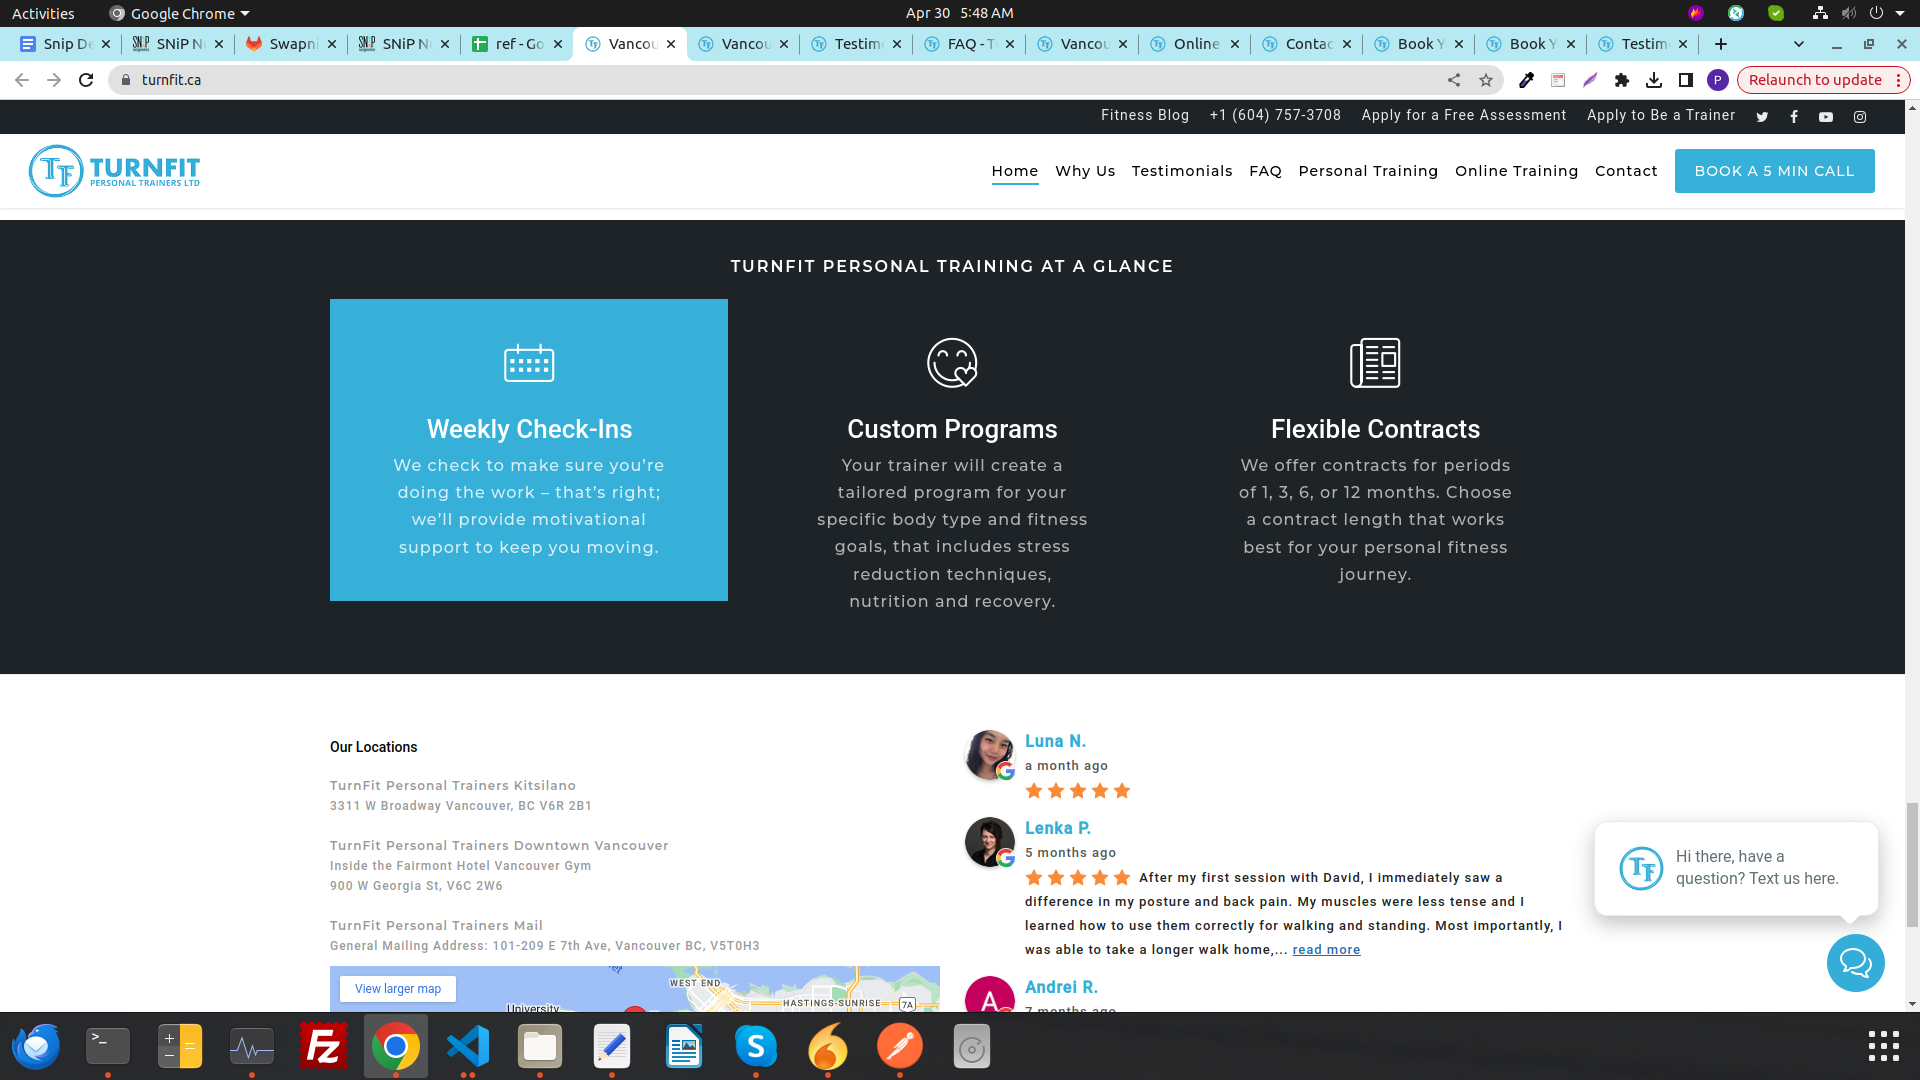 Activities
Google Chrome
Apr 30 5:48 AM
Snip De
SNiP N
Swapni
SNiP N
ref - Go
Vancou
Vancou
Testim
FAQ - T
Vancou
Online
Contac
Book Y
Book Y
Testim
turnfit.ca
P
Relaunch to update
Fitness Blog
+1 (604) 757-3708
Apply for a Free Assessment
Apply to Be a Trainer
TF
TURNFIT
PERSONAL TRAINERS LTD
Home
Why Us
Testimonials
FAQ
Personal Training
Online Training
Contact
BOOK A 5 MIN CALL
TURNFIT PERSONAL TRAINING AT A GLANCE
Weekly Check-Ins
We check to make sure you're
doing the work – that's right;
we'll provide motivational
support to keep you moving.
Custom Programs
Your trainer will create a
tailored program for your
specific body type and fitness
goals, that includes stress
reduction techniques,
nutrition and recovery.
Flexible Contracts
We offer contracts for periods
of 1, 3, 6, or 12 months. Choose
a contract length that works
best for your personal fitness
journey.
Our Locations
TurnFit Personal Trainers Kitsilano
3311 W Broadway Vancouver, BC V6R 2B1
TurnFit Personal Trainers Downtown Vancouver
Inside the Fairmont Hotel Vancouver Gym
900 W Georgia St, V6C 2W6
TurnFit Personal Trainers Mail
General Mailing Address: 101-209 E 7th Ave, Vancouver BC, V5T0H3
View larger map
WEST END
HASTINGS-SUNRISE
7A
University
Luna N.
a month ago
Lenka P.
5 months ago
After my first session with David, I immediately saw a
difference in my posture and back pain. My muscles were less tense and I
learned how to use them correctly for walking and standing. Most importantly, I
was able to take a longer walk home,... read more
A
Andrei R.
7 months ago
TF
Hi there, have a
question? Text us here.